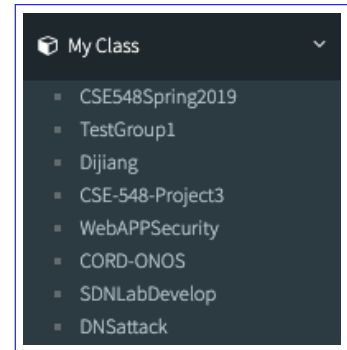 My Class
CSE548Spring2019
TestGroup1
Dijiang
CSE-548-Project3
WebAPPSecurity
CORD-ONOS
SDNLabDevelop
DNSattack